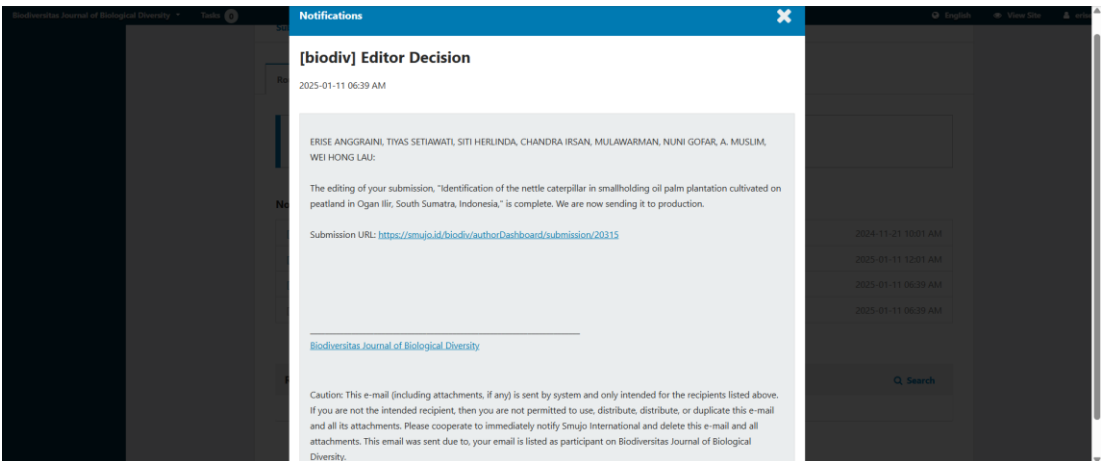 Biodiversitas Journal of Biological Diversity
Tasks 0
English
View Site
Notifications
[biodiv] Editor Decision
2025-01-11 06:39 AM
ERISE ANGGRAINI, TIYAS SETIAWATI, SITI HERLINDA, CHANDRA IRSAN, MULAWARMAN, NUNI GOFAR, A. MUSLIM,
WEI HONG LAU:
The editing of your submission, "Identification of the nettle caterpillar in smallholding oil palm plantation cultivated on
peatland in Ogan Ilir, South Sumatra, Indonesia," is complete. We are now sending it to production.
Submission URL: https://smujo.id/biodiv/authorDashboard/submission/20315
2024-11-21 10:01 AM
2025-01-11 12:01 AM
2025-01-11 06:39 AM
2025-01-11 06:39 AM
Biodiversitas Journal of Biological Diversity
Search
Caution: This e-mail (including attachments, if any) is sent by system and only intended for the recipients listed above.
If you are not the intended recipient, then you are not permitted to use, distribute, distribute, or duplicate this e-mail
and all its attachments. Please cooperate to immediately notify Smujo International and delete this e-mail and all
attachments. This email was sent due to, your email is listed as participant on Biodiversitas Journal of Biological
Diversity.